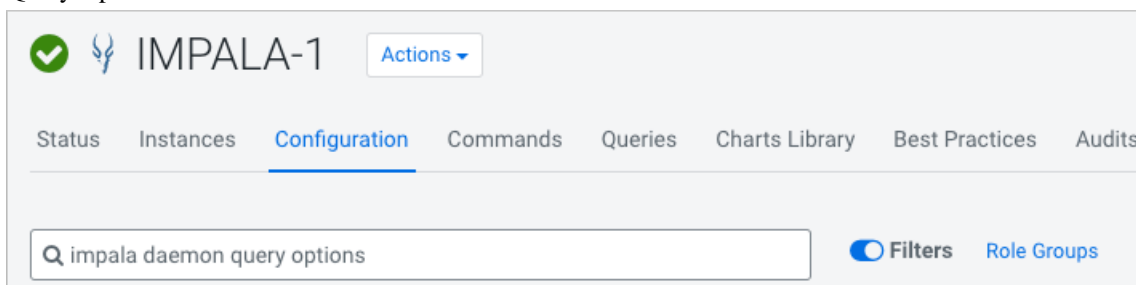 IMPALA-1 Actions
Status Instances Configuration Commands Queries Charts Library Best Practices Audits
impala daemon query options Filters Role Groups